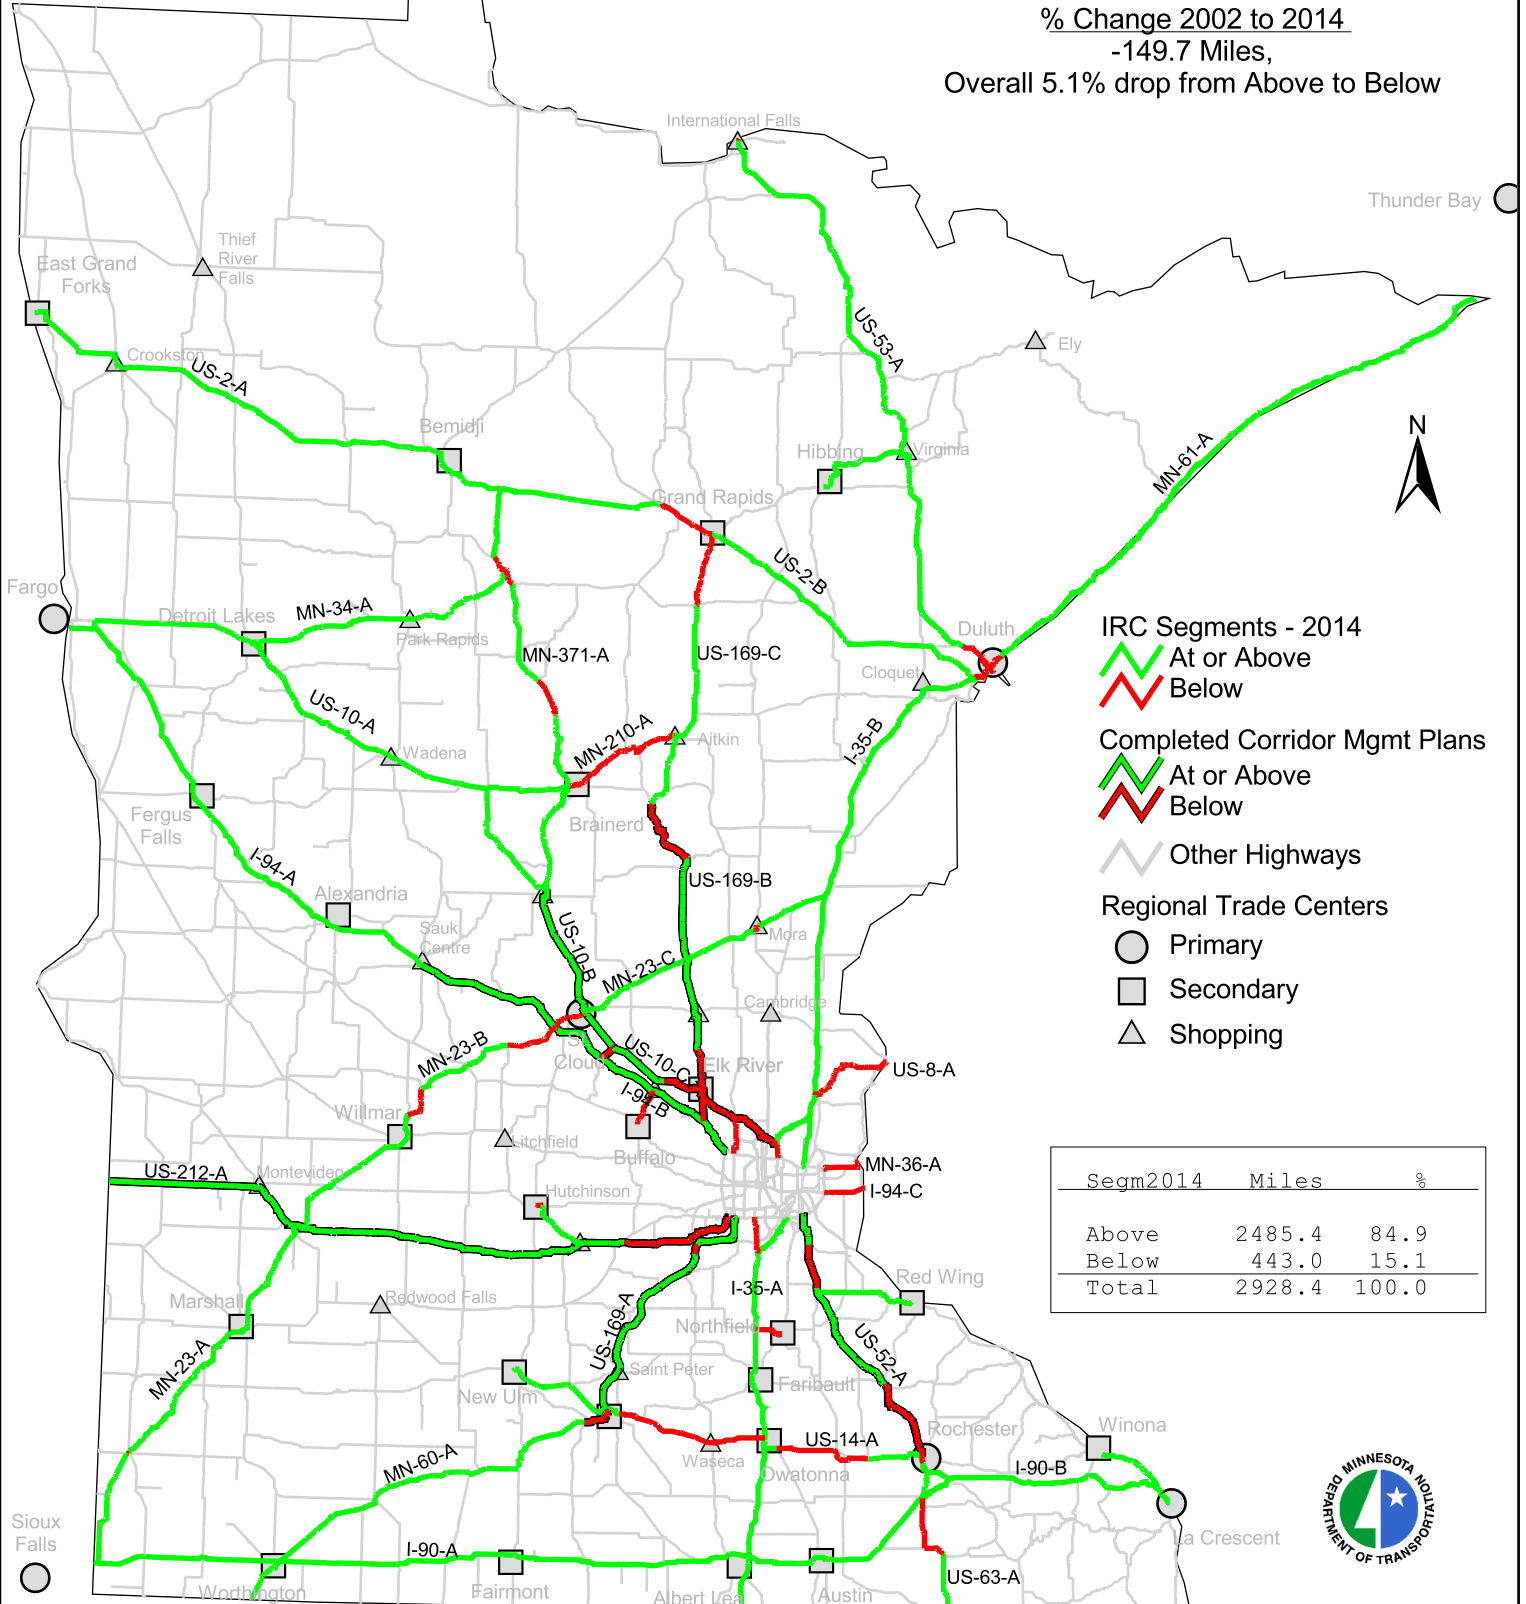 % Change 2002 to 2014
-149.7 Miles,
Overall 5.1% drop from Above to Below
International Falls
Thunder Bay
Thief
River
Falls
East Grand
Forks
Crookston
US-2-A
US-53-A
Ely
Bemidji
Hibbing
Virginia
MN-61-A
N
Grand Rapids
US-2-B
Fargo
Detroit Lakes
MN-34-A
Park Rapids
MN-371-A
US-169-C
Duluth
Cloquet
IRC Segments - 2014
At or Above
Below
US-10-A
MN-210-A
Aitkin
I-35-B
Wadena
Completed Corridor Mgmt Plans
At or Above
Below
Fergus
Falls
Brainerd
Other Highways
I-94-A
US-169-B
Alexandria
Regional Trade Centers
Primary
Secondary
Shopping
Sauk
Centre
US-10-B
MN-23-C
Mora
Cambridge
St
Cloud
MN-23-B
US-10-C
Elk River
US-8-A
I-94-B
Willmar
Litchfield
Buffalo
MN-36-A
I-94-C
US-212-A
Montevideo
Hutchinson
Segm2014 Miles %
Above 2485.4 84.9
Below 443.0 15.1
Total 2928.4 100.0
Red Wing
I-35-A
Marshall
Redwood Falls
US-169-A
Northfield
US-52-A
MN-23-A
Saint Peter
New Ulm
Faribault
Rochester
Winona
US-14-A
Waseca
Owatonna
MN-60-A
I-90-B
Sioux
Falls
I-90-A
La Crescent
US-63-A
Worthington
Fairmont
Albert Lea
Austin
MINNESOTA
DEPARTMENT OF TRANSPORTATION